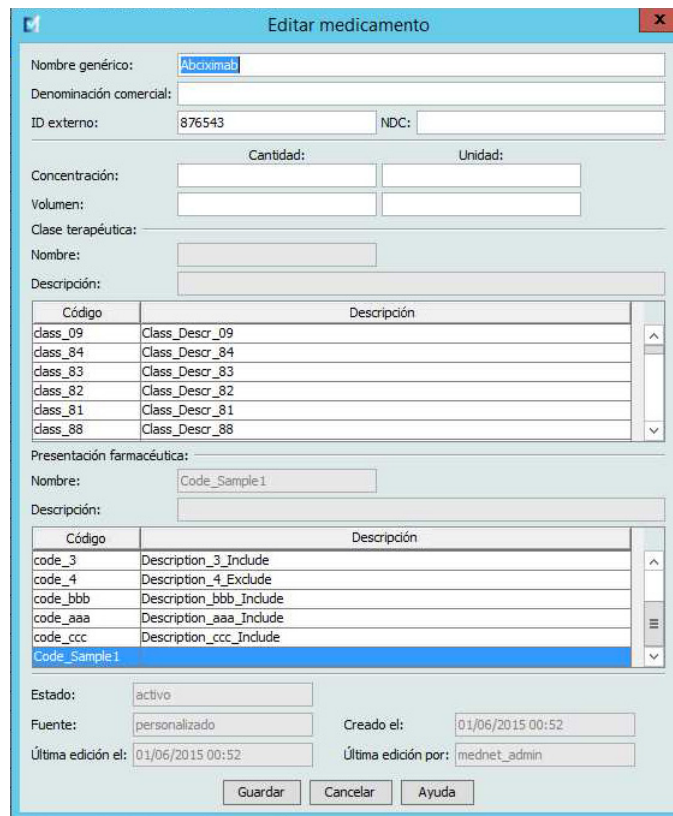 Editar medicamento
Nombre genérico: Abciximab
Denominación comercial:
ID externo: 876543 NDC:
Cantidad: Unidad:
Concentración:
Volumen:
Clase terapéutica:
Nombre:
Descripción:
Código Descripción
class_09 Class_Descr_09
class_84 Class_Descr_84
class_83 Class_Descr_83
class_82 Class_Descr_82
class_81 Class_Descr_81
class_88 Class_Descr_88
Presentación farmacéutica:
Nombre: Code_Sample1
Descripción:
Código Descripción
code_3 Description_3_Include
code_4 Description_4_Exclude
code_bbb Description_bbb_Include
code_aaa Description_aaa_Include
code_ccc Description_ccc_Include
Code_Sample1
Estado: activo
Fuente: personalizado Creado el: 01/06/2015 00:52
Última edición el: 01/06/2015 00:52 Última edición por: mednet_admin
Guardar Cancelar Ayuda